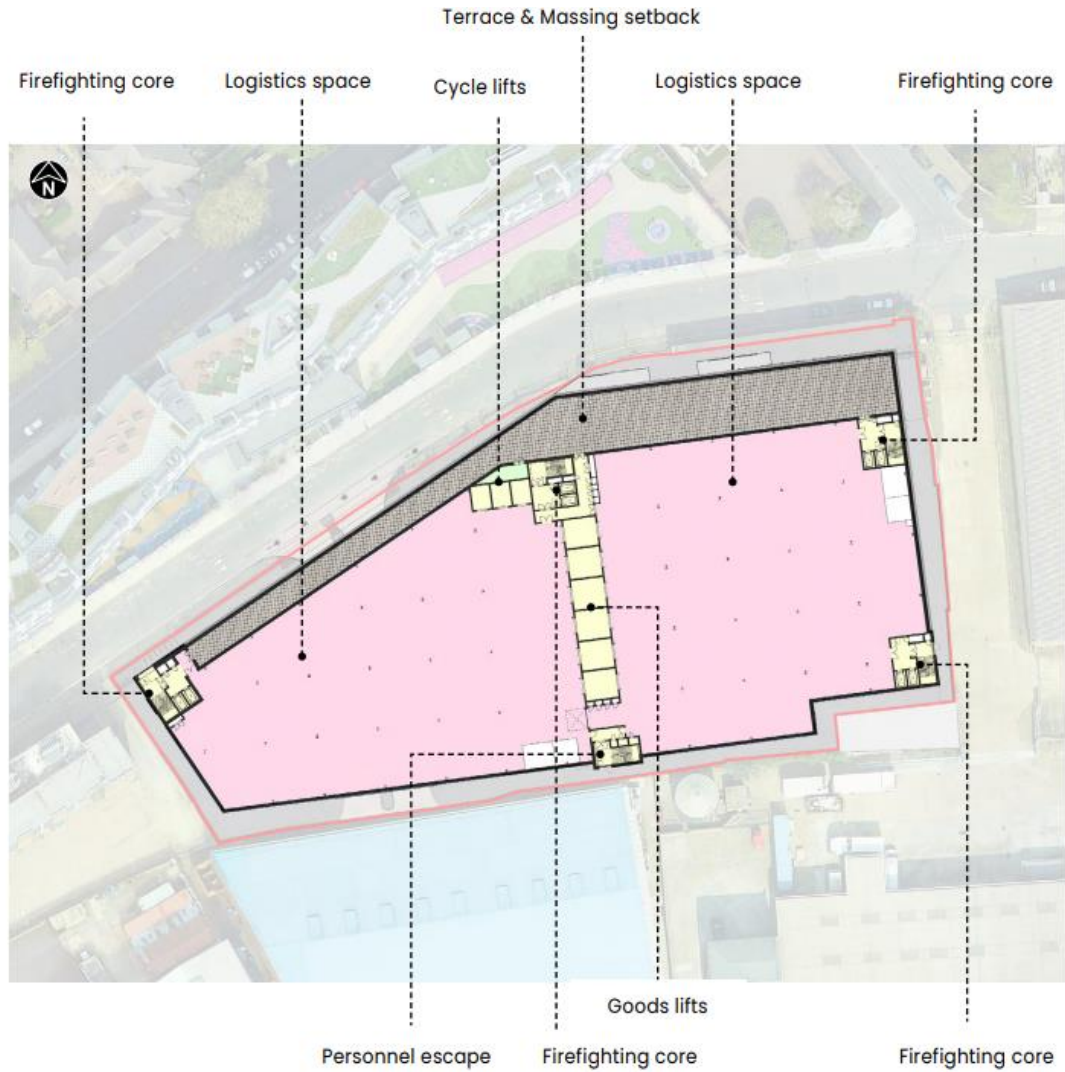 Terrace & Massing setback
Firefighting core
Logistics space
Cycle lifts
Logistics space
Firefighting core
N
Goods lifts
Personnel escape
Firefighting core
Firefighting core